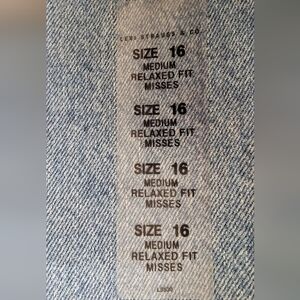 LEVI STRAUSS & CO
SIZE 16
MEDIUM
RELAXED FIT
MISSES
SIZE 16
MEDIUM
RELAXED FIT
MISSES
SIZE 16
MEDIUM
RELAXED FIT
MISSES
SIZE 16
MEDIUM
RELAXED FIT
MISSES